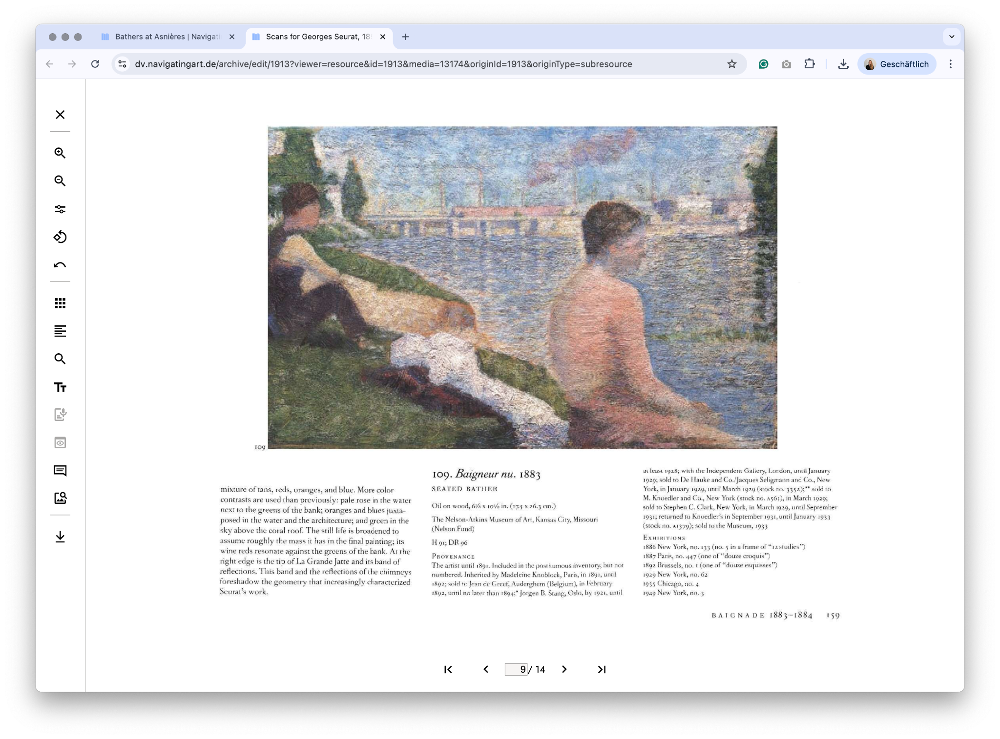 Bathers at Asnières | Navigati
Scans for Georges Seurat, 18
dv.navigatingart.de/archive/edit/1913?viewer=resource&id=1913&media=13174&originId=1913&originType=subresource
Geschäftlich
109
mixture of tans, reds, oranges, and blue. More color
contrasts are used than previously: pale rose in the water
next to the greens of the bank; oranges and blues juxta-
posed in the water and the architecture; and green in the
sky above the coral roof. The still life is broadened to
assume roughly the mass it has in the final painting; its
wine reds resonate against the greens of the bank. At the
right edge is the tip of La Grande Jatte and its band of
reflections. This band and the reflections of the chimneys
foreshadow the geometry that increasingly characterized
Seurat's work.
109. Baigneur nu. 1883
SEATED BATHER
Oil on wood, 6⅞ x 10⅜ in. (17.5 x 26.3 cm.)
The Nelson-Atkins Museum of Art, Kansas City, Missouri
(Nelson Fund)
H 91; DR 96
PROVENANCE
The artist until 1891. Included in the posthumous inventory, but not
numbered. Inherited by Madeleine Knoblock, Paris, in 1891, until
1892; sold to Jean de Greef, Auderghem (Belgium), in February
1892, until no later than 1894;* Jorgen B. Stang, Oslo, by 1921, until
at least 1928; with the Independent Gallery, London, until January
1929; sold to De Hauke and Co./Jacques Seligmann and Co., New
York, in January 1929, until March 1929 (stock no. 3352);** sold to
M. Knoedler and Co., New York (stock no. A561), in March 1929;
sold to Stephen C. Clark, New York, in March 1929, until September
1931; returned to Knoedler's in September 1931, until January 1933
(stock no. A1379); sold to the Museum, 1933
EXHIBITIONS
1886 New York, no. 133 (no. 5 in a frame of "12 studies")
1887 Paris, no. 447 (one of "douze croquis")
1892 Brussels, no. 1 (one of "douze esquisses")
1929 New York, no. 62
1935 Chicago, no. 4
1949 New York, no. 3
BAIGNADE 1883–1884 159
9 / 14